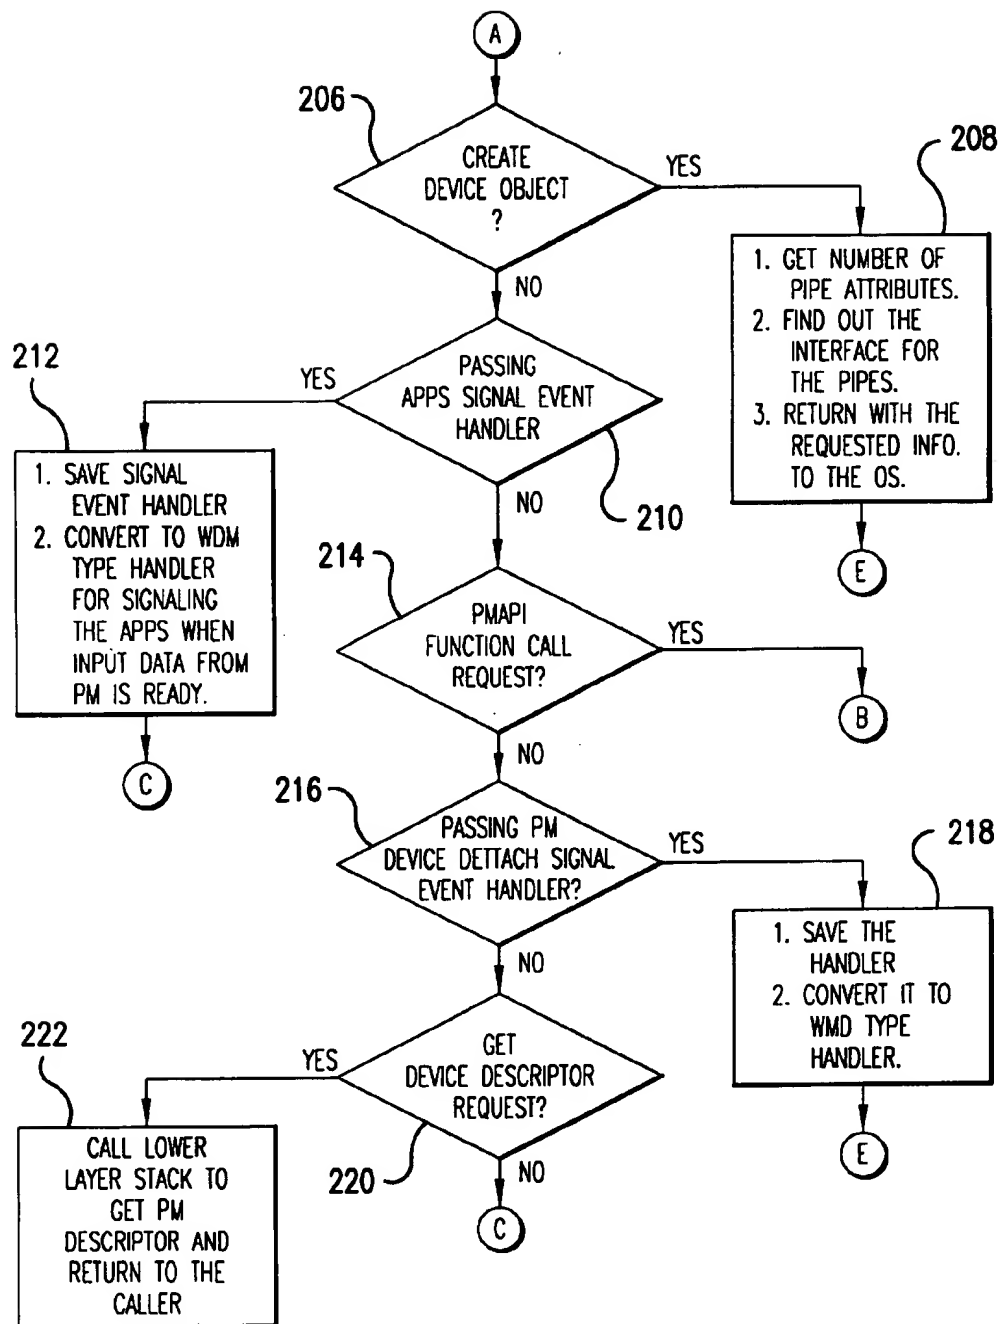 A
206
CREATE
DEVICE OBJECT
?
YES
208
NO
1. GET NUMBER OF
PIPE ATTRIBUTES.
2. FIND OUT THE
INTERFACE FOR
THE PIPES.
3. RETURN WITH THE
REQUESTED INFO.
TO THE OS.
E
212
YES
PASSING
APPS SIGNAL EVENT
HANDLER
210
NO
1. SAVE SIGNAL
EVENT HANDLER
2. CONVERT TO WDM
TYPE HANDLER
FOR SIGNALING
THE APPS WHEN
INPUT DATA FROM
PM IS READY.
C
214
PMAPI
FUNCTION CALL
REQUEST?
YES
B
NO
216
PASSING PM
DEVICE DETTACH SIGNAL
EVENT HANDLER?
YES
218
NO
1. SAVE THE
HANDLER
2. CONVERT IT TO
WMD TYPE
HANDLER.
E
222
YES
GET
DEVICE DESCRIPTOR
REQUEST?
220
NO
C
CALL LOWER
LAYER STACK TO
GET PM
DESCRIPTOR AND
RETURN TO THE
CALLER